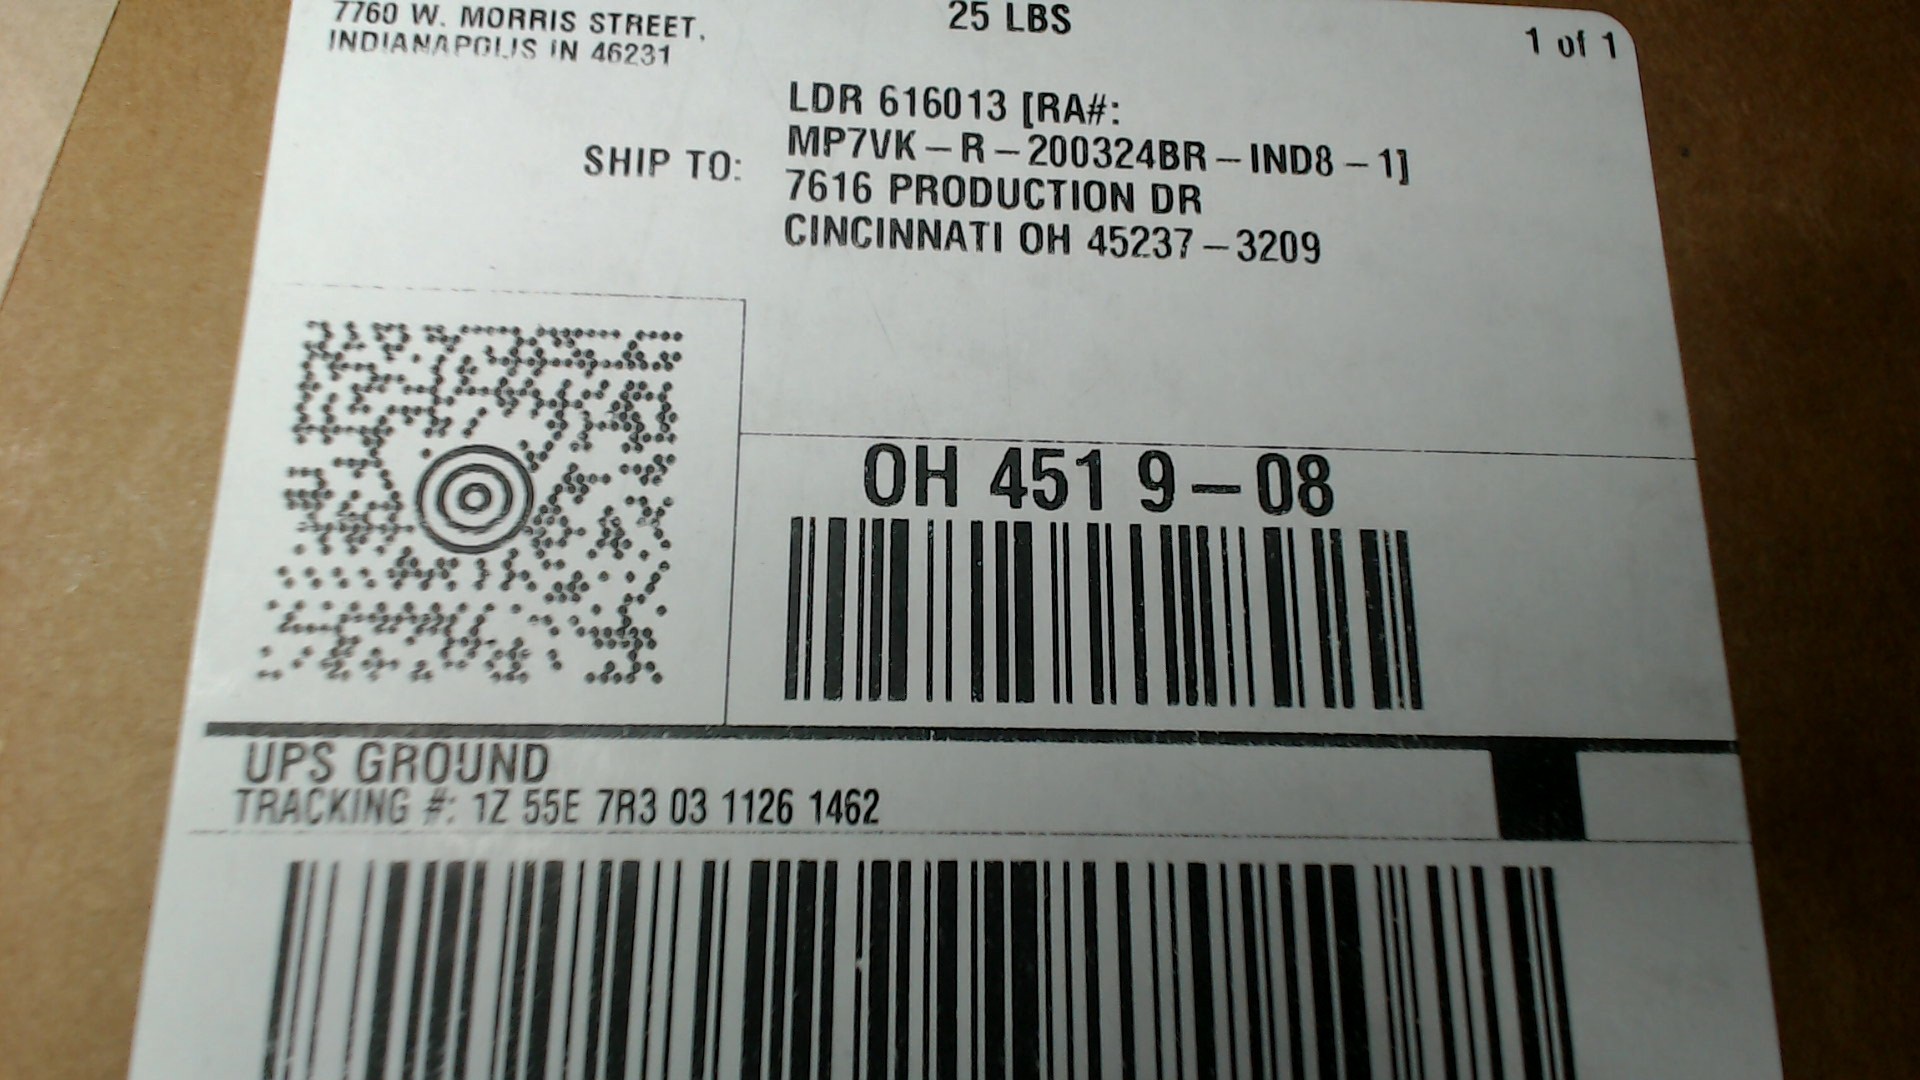 7760 W. MORRIS STREET,
INDIANAPOLIS IN 46231
25 LBS
1 of 1
SHIP TO:
LDR 616013 [RA#:
MP7VK-R-200324BR-IND8-1]
7616 PRODUCTION DR
CINCINNATI OH 45237-3209
OH 451 9-08
UPS GROUND
TRACKING #: 1Z 55E 7R3 03 1126 1462